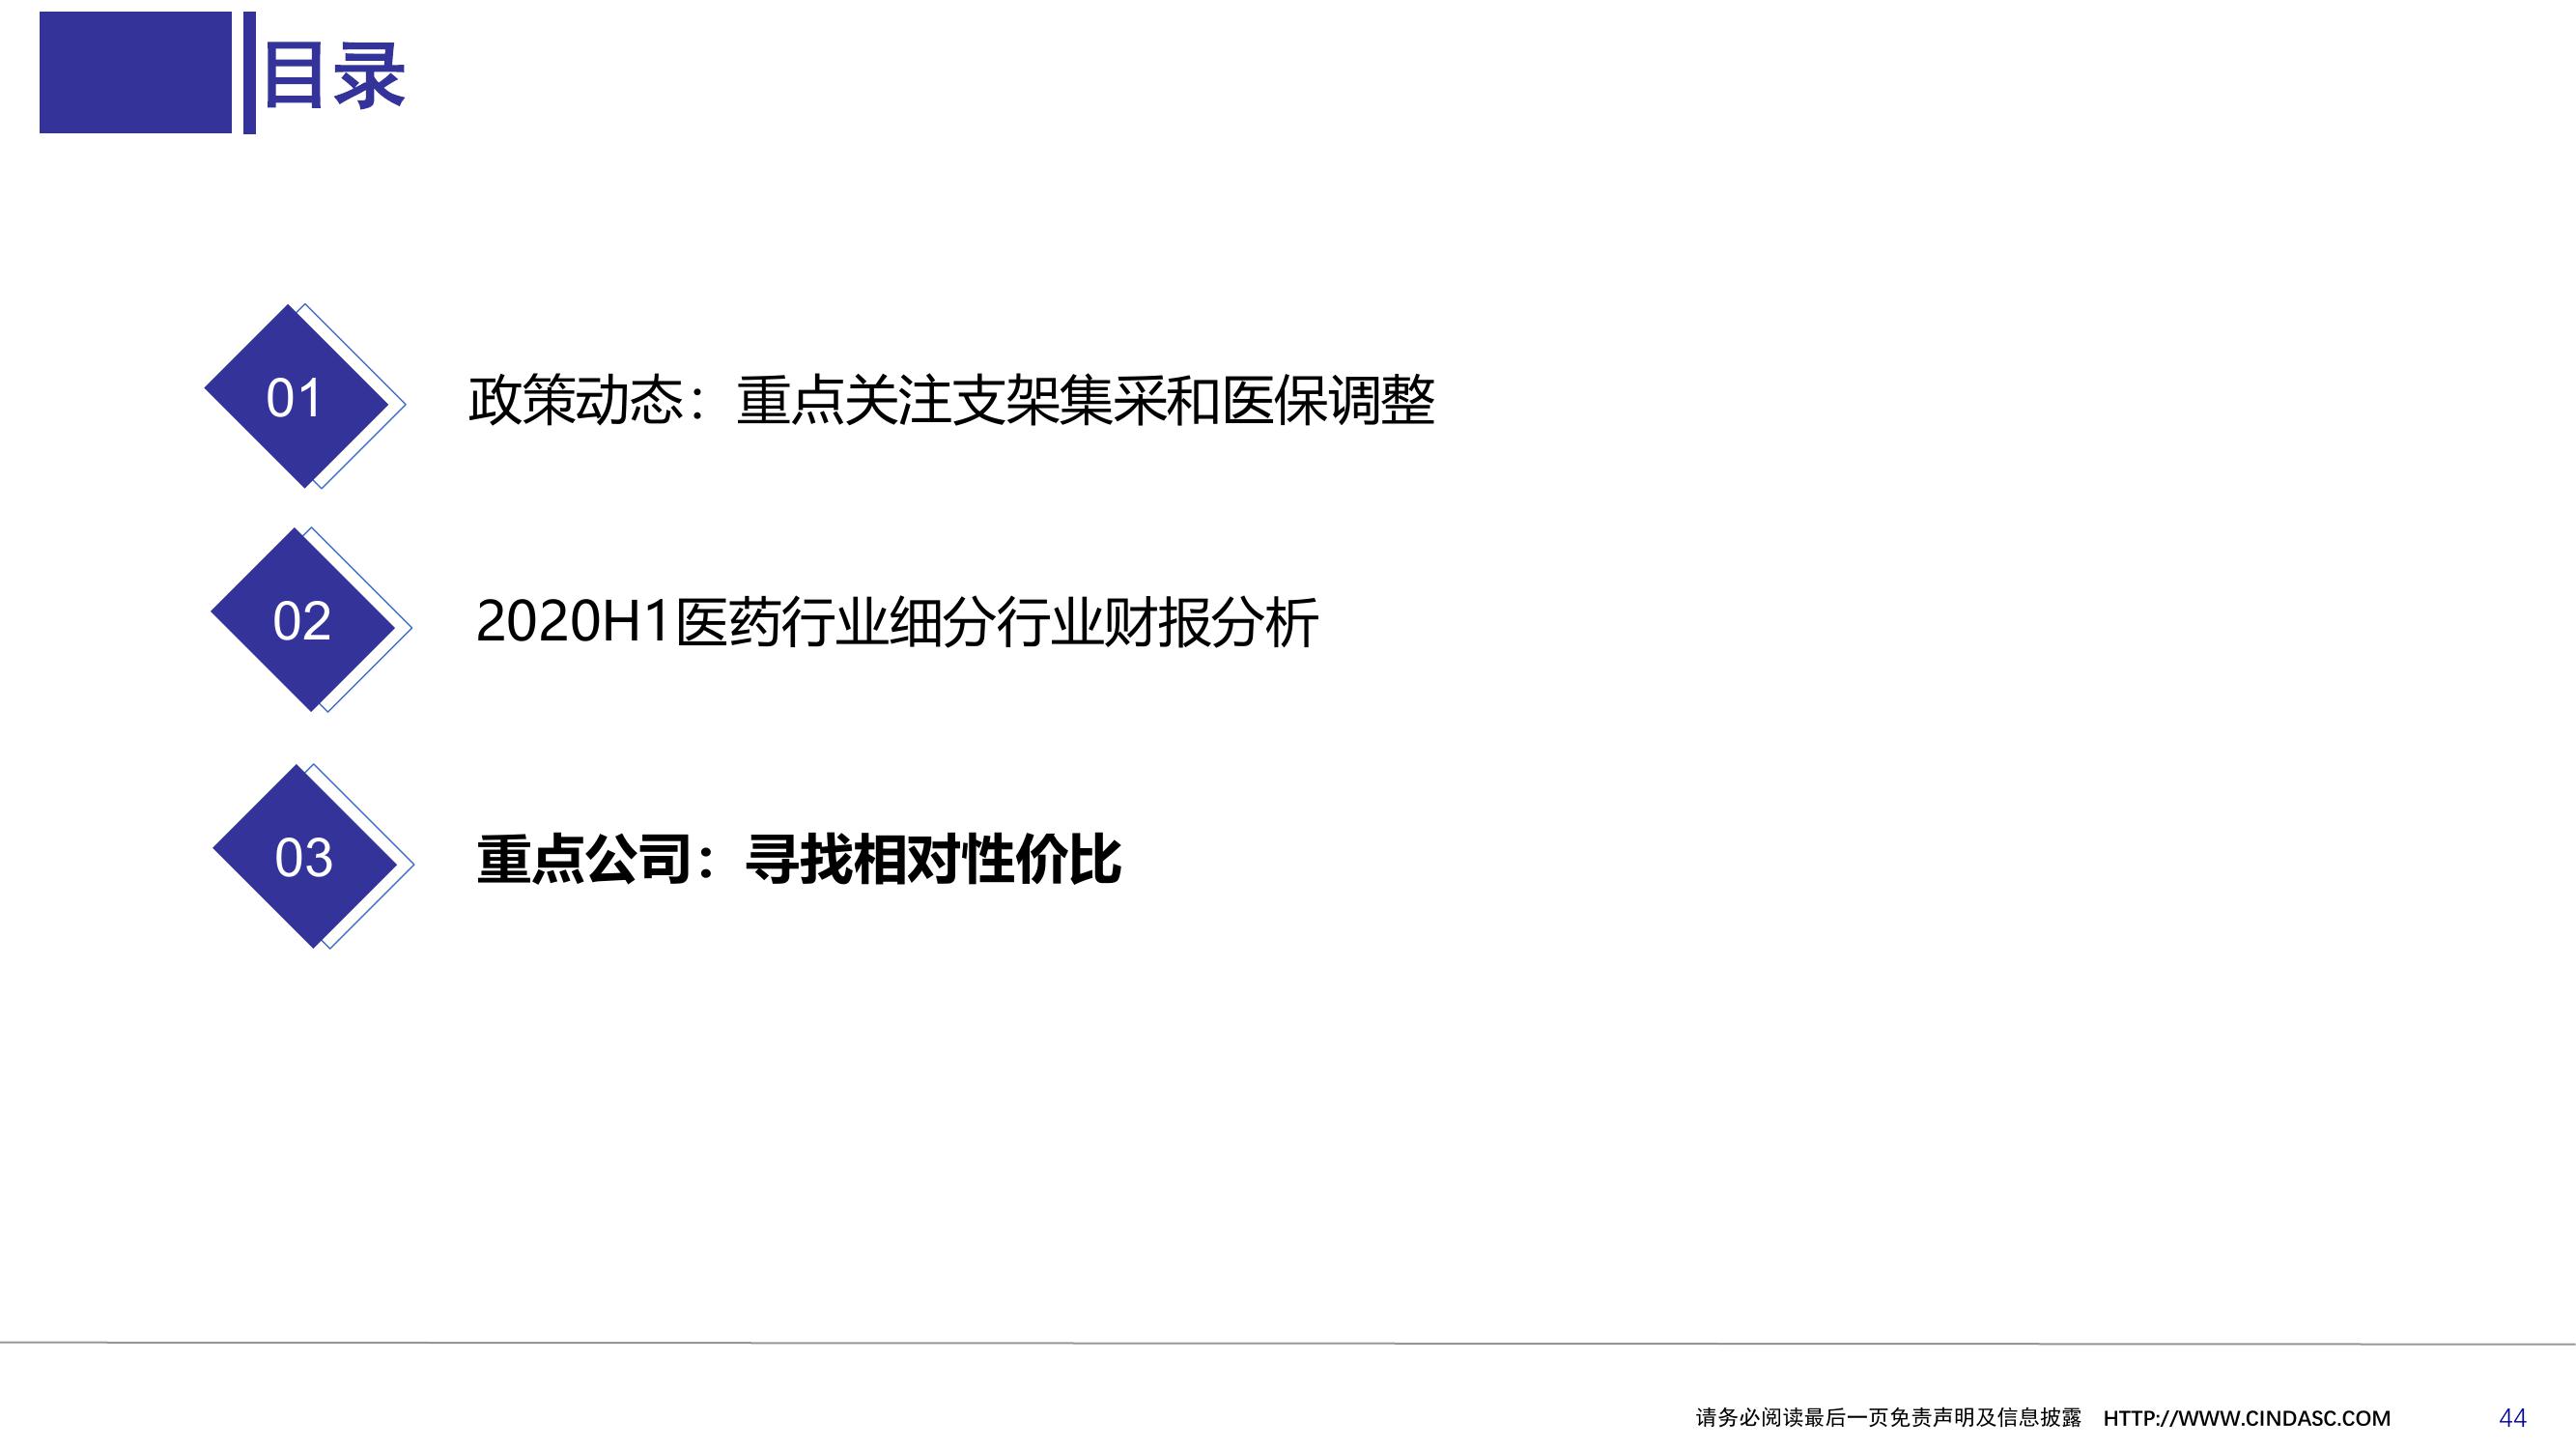 目录
01
政策动态：重点关注支架集采和医保调整
02
2020H1医药行业细分行业财报分析
03
重点公司：寻找相对性价比
请务必阅读最后一页免责声明及信息披露 HTTP://WWW.CINDASC.COM 44